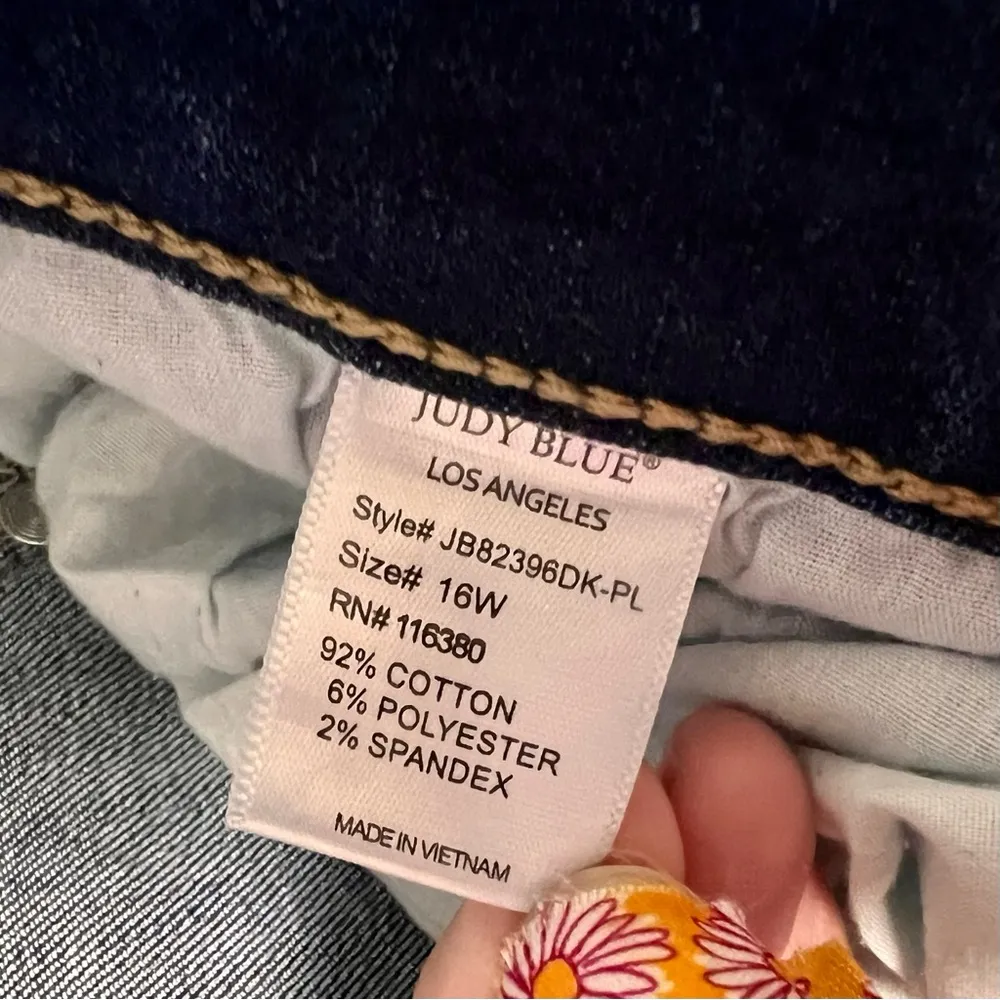 JUDY BLUE®
LOS ANGELES
Style# JB82396DK-PL
Size# 16W
RN# 116380
92% COTTON
6% POLYESTER
2% SPANDEX
MADE IN VIETNAM